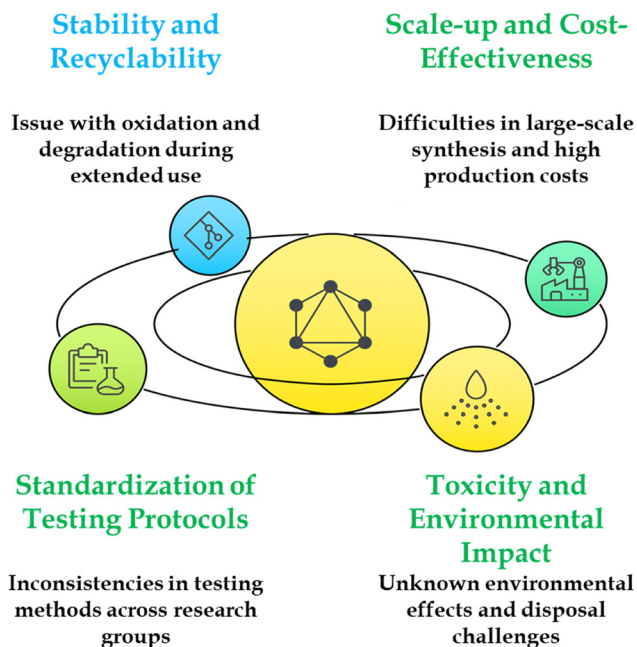 Stability and
Recyclability
Issue with oxidation and
degradation during
extended use
Scale-up and Cost-
Effectiveness
Difficulties in large-scale
synthesis and high
production costs
Standardization of
Testing Protocols
Inconsistencies in testing
methods across research
groups
Toxicity and
Environmental
Impact
Unknown environmental
effects and disposal
challenges